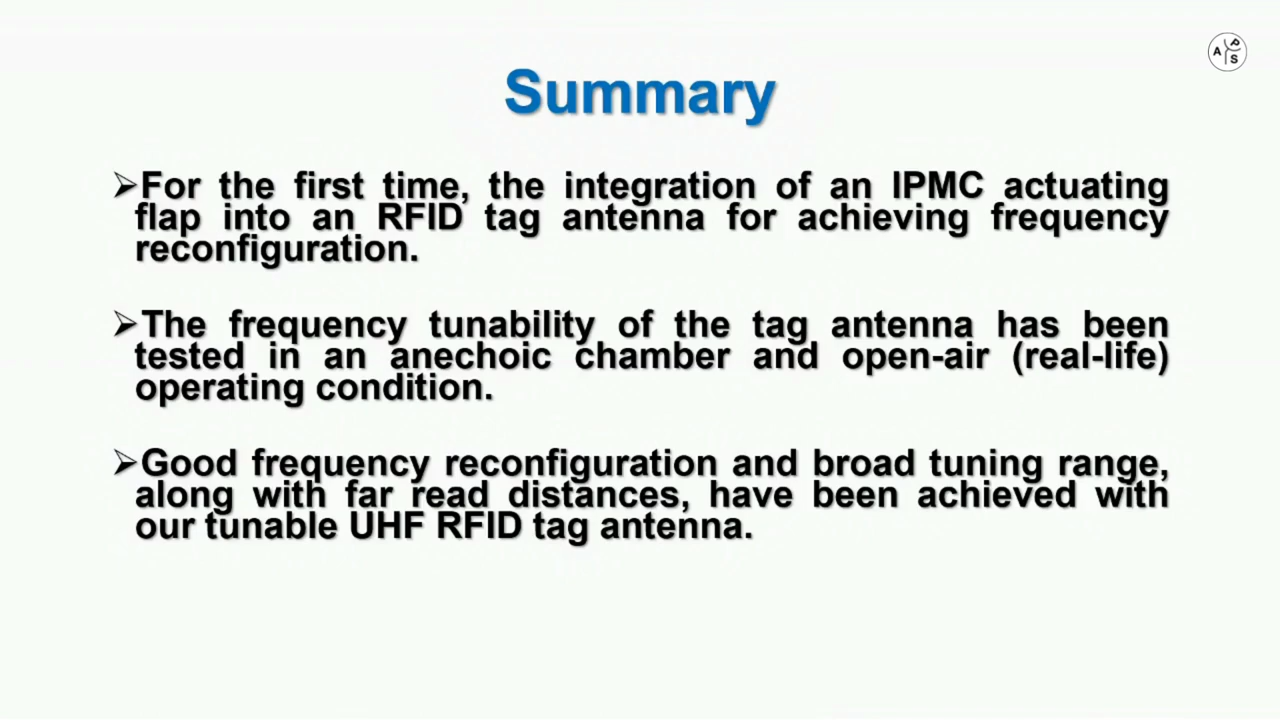 A P S
Summary
➢For the first time, the integration of an IPMC actuating
flap into an RFID tag antenna for achieving frequency
reconfiguration.
➢The frequency tunability of the tag antenna has been
tested in an anechoic chamber and open-air (real-life)
operating condition.
➢Good frequency reconfiguration and broad tuning range,
along with far read distances, have been achieved with
our tunable UHF RFID tag antenna.